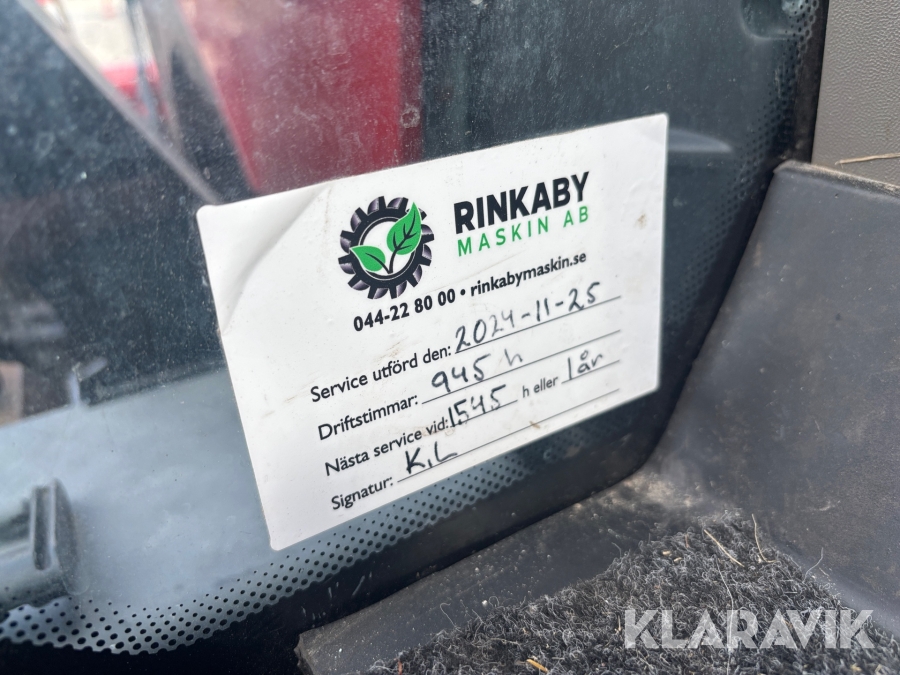 RINKABY
MASKIN AB
044-22 80 00 • rinkabymaskin.se
Service utförd den: 2024-11-25
Driftstimmar: 945 h
Nästa service vid: 1545 h eller 1 år
Signatur: K.L
KLARAVIK